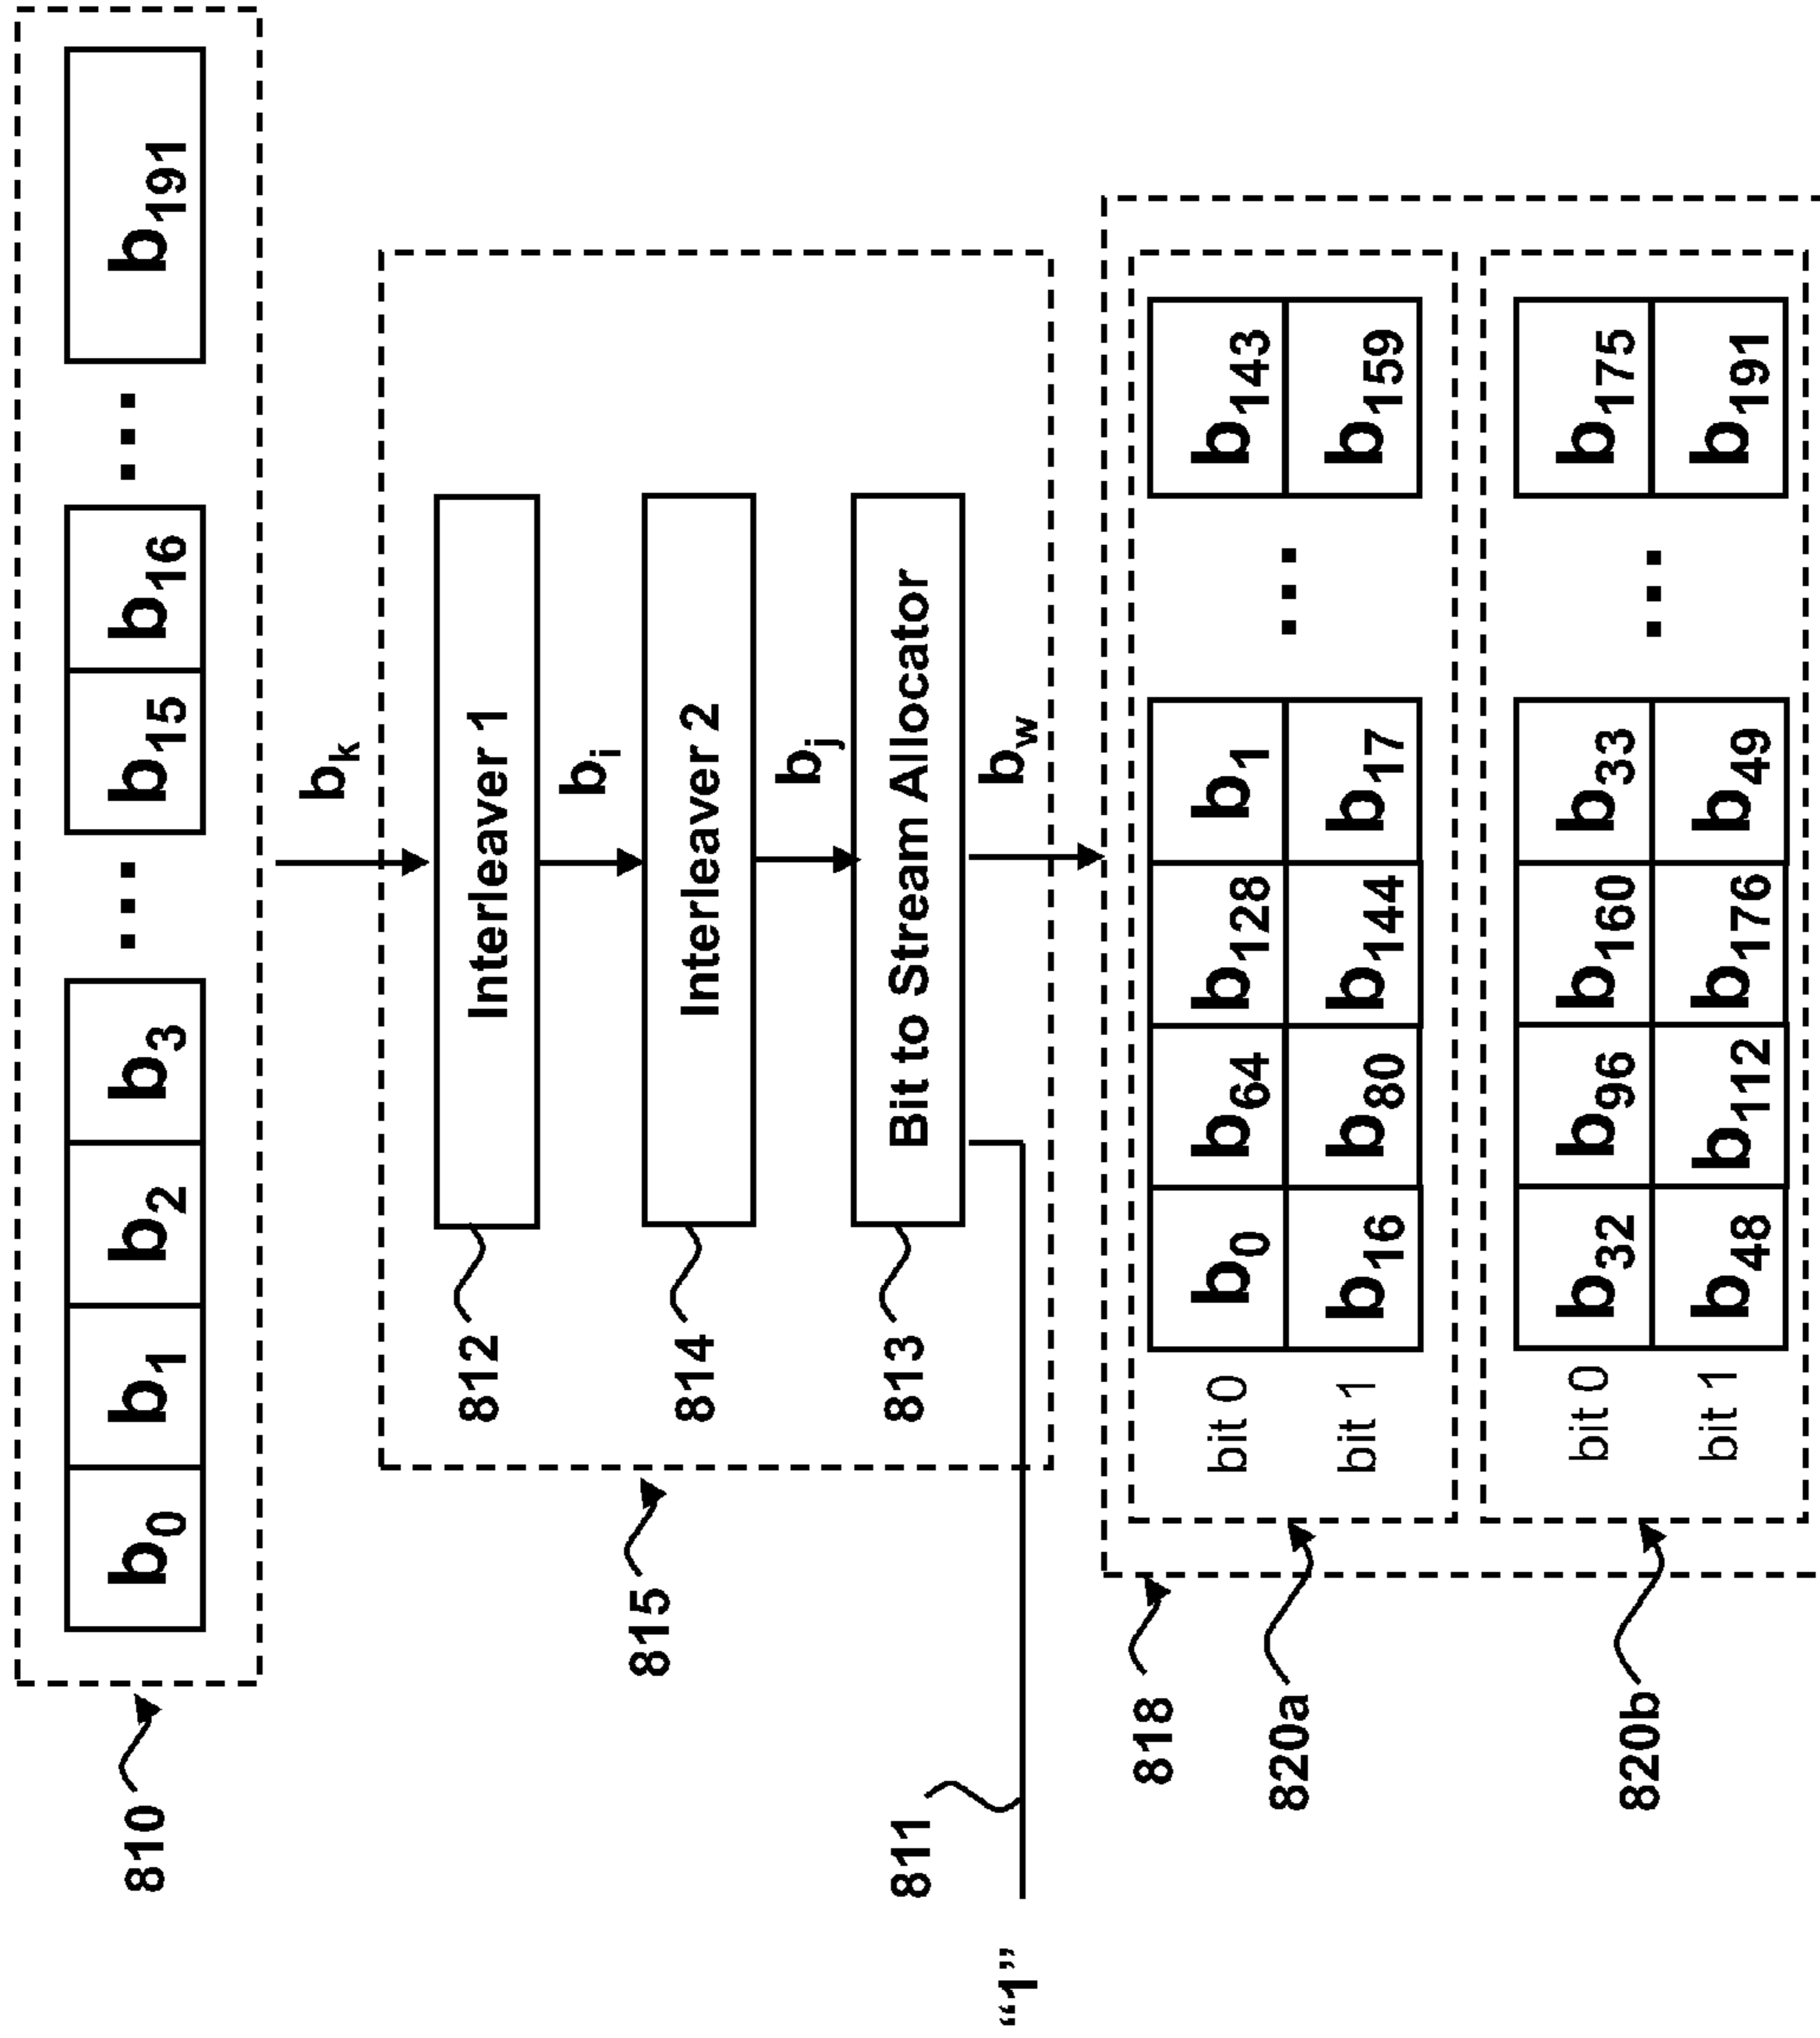 810
b0 b1 b2 b3 ... b15 b16 ... b191
bk
815
812 Interleaver 1
bi
814 Interleaver 2
bj
813 Bit to Stream Allocator
bw
811
“1”
818
820a
bit 0 b0 b64 b128 b1 ... b143
bit 1 b16 b80 b144 b17 ... b159
820b
bit 0 b32 b96 b160 b33 ... b175
bit 1 b48 b112 b176 b49 ... b191